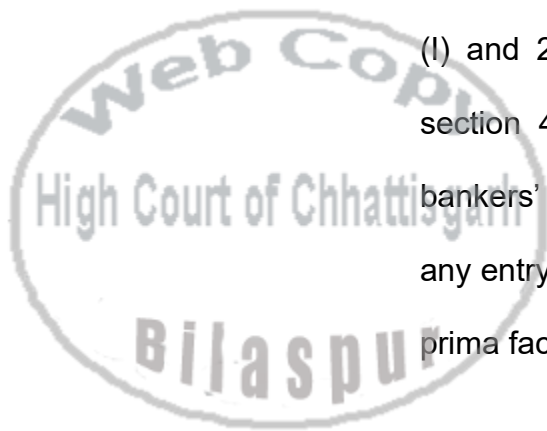 Web Copy
High Court of Chhattisgarh
Bilaspur
(I) and 2
section 4
bankers'
any entry
prima fac